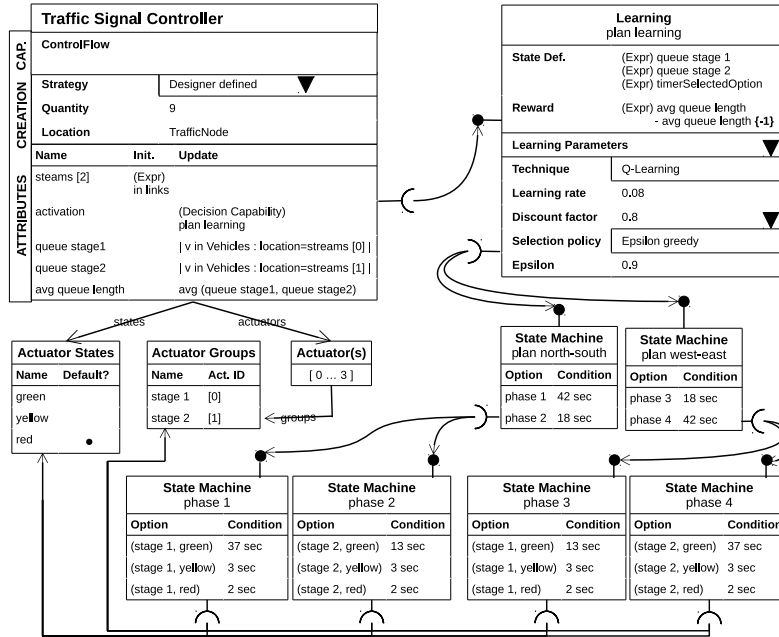 Traffic Signal Controller
CAP.
ControlFlow
CREATION
Strategy Designer defined
Quantity 9
Location TrafficNode
ATTRIBUTES
Name Init. Update
steams [2] (Expr)
in links
activation (Decision Capability)
plan learning
queue stage1 | v in Vehicles : location=streams [0] |
queue stage2 | v in Vehicles : location=streams [1] |
avg queue length avg (queue stage1, queue stage2)
Learning
plan learning
State Def. (Expr) queue stage 1
(Expr) queue stage 2
(Expr) timerSelectedOption
Reward (Expr) avg queue length
- avg queue length {-1}
Learning Parameters
Technique Q-Learning
Learning rate 0.08
Discount factor 0.8
Selection policy Epsilon greedy
Epsilon 0.9
states
actuators
Actuator States
Name Default?
green
yellow
red
Actuator Groups
Name Act. ID
stage 1 [0]
stage 2 [1]
Actuator(s)
[ 0 ... 3 ]
groups
State Machine
plan north-south
Option Condition
phase 1 42 sec
phase 2 18 sec
State Machine
plan west-east
Option Condition
phase 3 18 sec
phase 4 42 sec
State Machine
phase 1
Option Condition
(stage 1, green) 37 sec
(stage 1, yellow) 3 sec
(stage 1, red) 2 sec
State Machine
phase 2
Option Condition
(stage 2, green) 13 sec
(stage 2, yellow) 3 sec
(stage 2, red) 2 sec
State Machine
phase 3
Option Condition
(stage 1, green) 13 sec
(stage 1, yellow) 3 sec
(stage 1, red) 2 sec
State Machine
phase 4
Option Condition
(stage 2, green) 37 sec
(stage 2, yellow) 3 sec
(stage 2, red) 2 sec